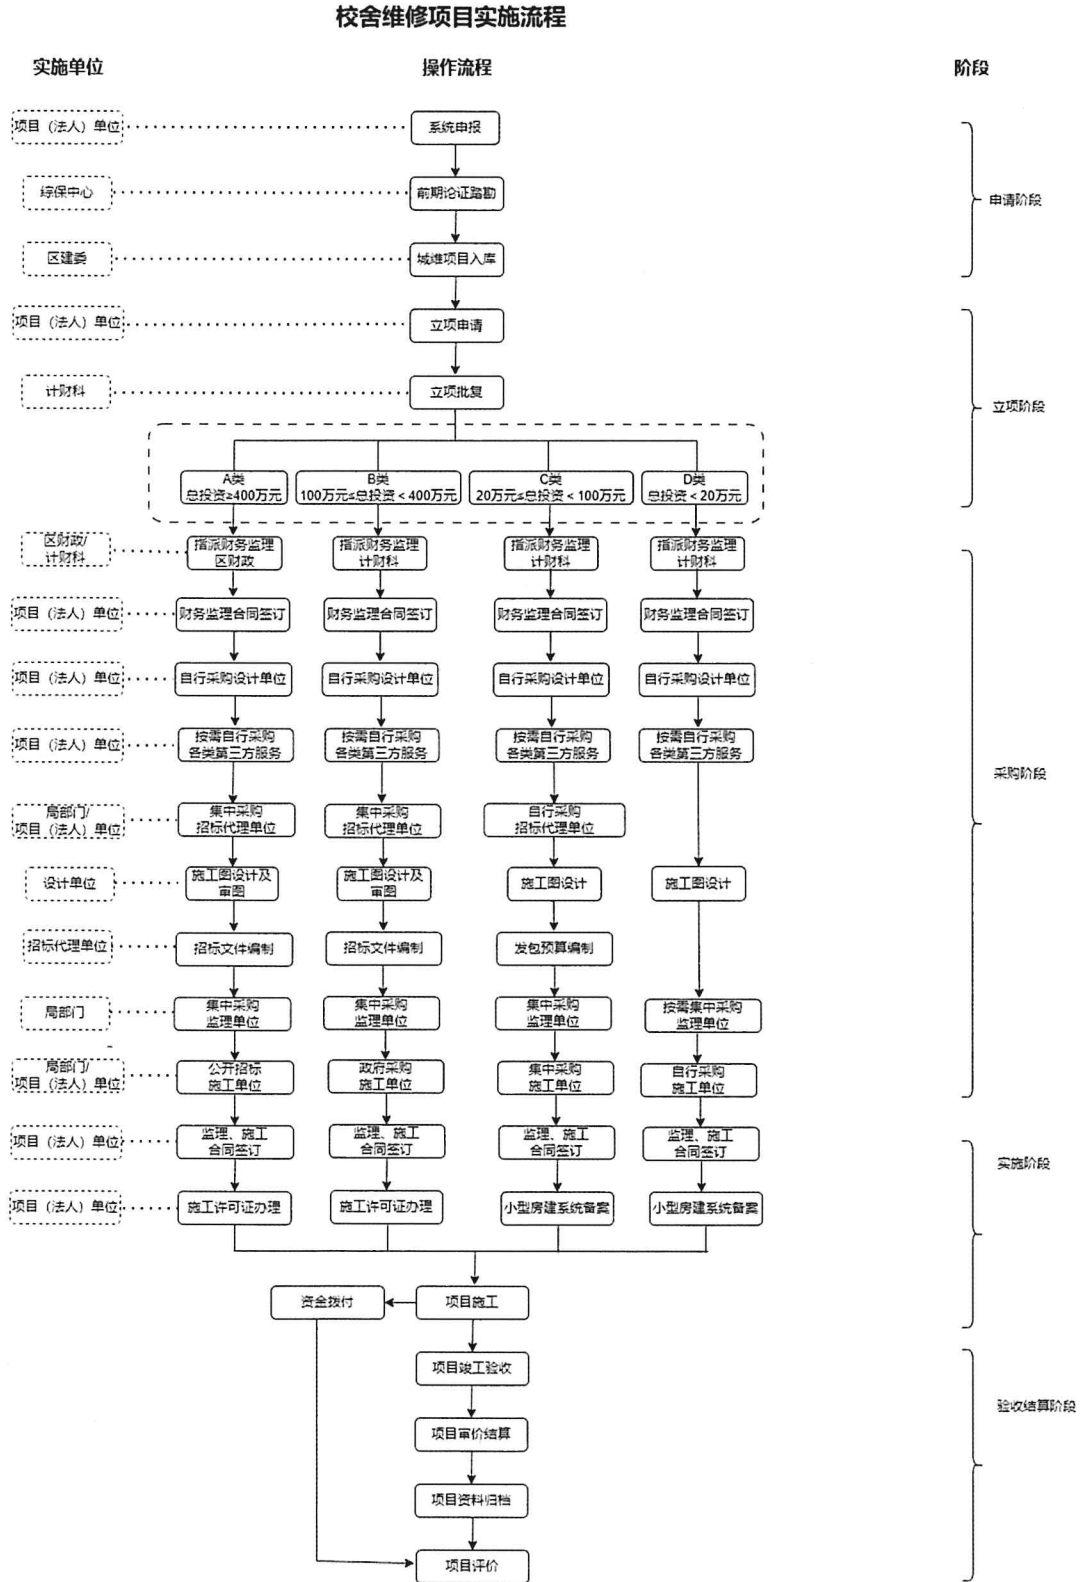 校舍维修项目实施流程
实施单位
操作流程
阶段
项目（法人）单位
系统申报
综保中心
前期论证踏勘
申请阶段
区建委
城维项目入库
项目（法人）单位
立项申请
计财科
立项批复
立项阶段
A类
总投资≥400万元
B类
100万元≤总投资＜400万元
C类
20万元≤总投资＜100万元
D类
总投资＜20万元
区财政/
计财科
指派财务监理
区财政
指派财务监理
计财科
指派财务监理
计财科
指派财务监理
计财科
项目（法人）单位
财务监理合同签订
财务监理合同签订
财务监理合同签订
财务监理合同签订
项目（法人）单位
自行采购设计单位
自行采购设计单位
自行采购设计单位
自行采购设计单位
项目（法人）单位
按需自行采购
各类第三方服务
按需自行采购
各类第三方服务
按需自行采购
各类第三方服务
按需自行采购
各类第三方服务
采购阶段
局部门/
项目（法人）单位
集中采购
招标代理单位
集中采购
招标代理单位
自行采购
招标代理单位
设计单位
施工图设计及
审图
施工图设计及
审图
施工图设计
施工图设计
招标代理单位
招标文件编制
招标文件编制
发包预算编制
局部门
集中采购
监理单位
集中采购
监理单位
集中采购
监理单位
按需集中采购
监理单位
局部门/
项目（法人）单位
公开招标
施工单位
政府采购
施工单位
集中采购
施工单位
自行采购
施工单位
项目（法人）单位
监理、施工
合同签订
监理、施工
合同签订
监理、施工
合同签订
监理、施工
合同签订
实施阶段
项目（法人）单位
施工许可证办理
施工许可证办理
小型房建系统备案
小型房建系统备案
资金拨付
项目施工
项目竣工验收
验收结算阶段
项目审价结算
项目资料归档
项目评价